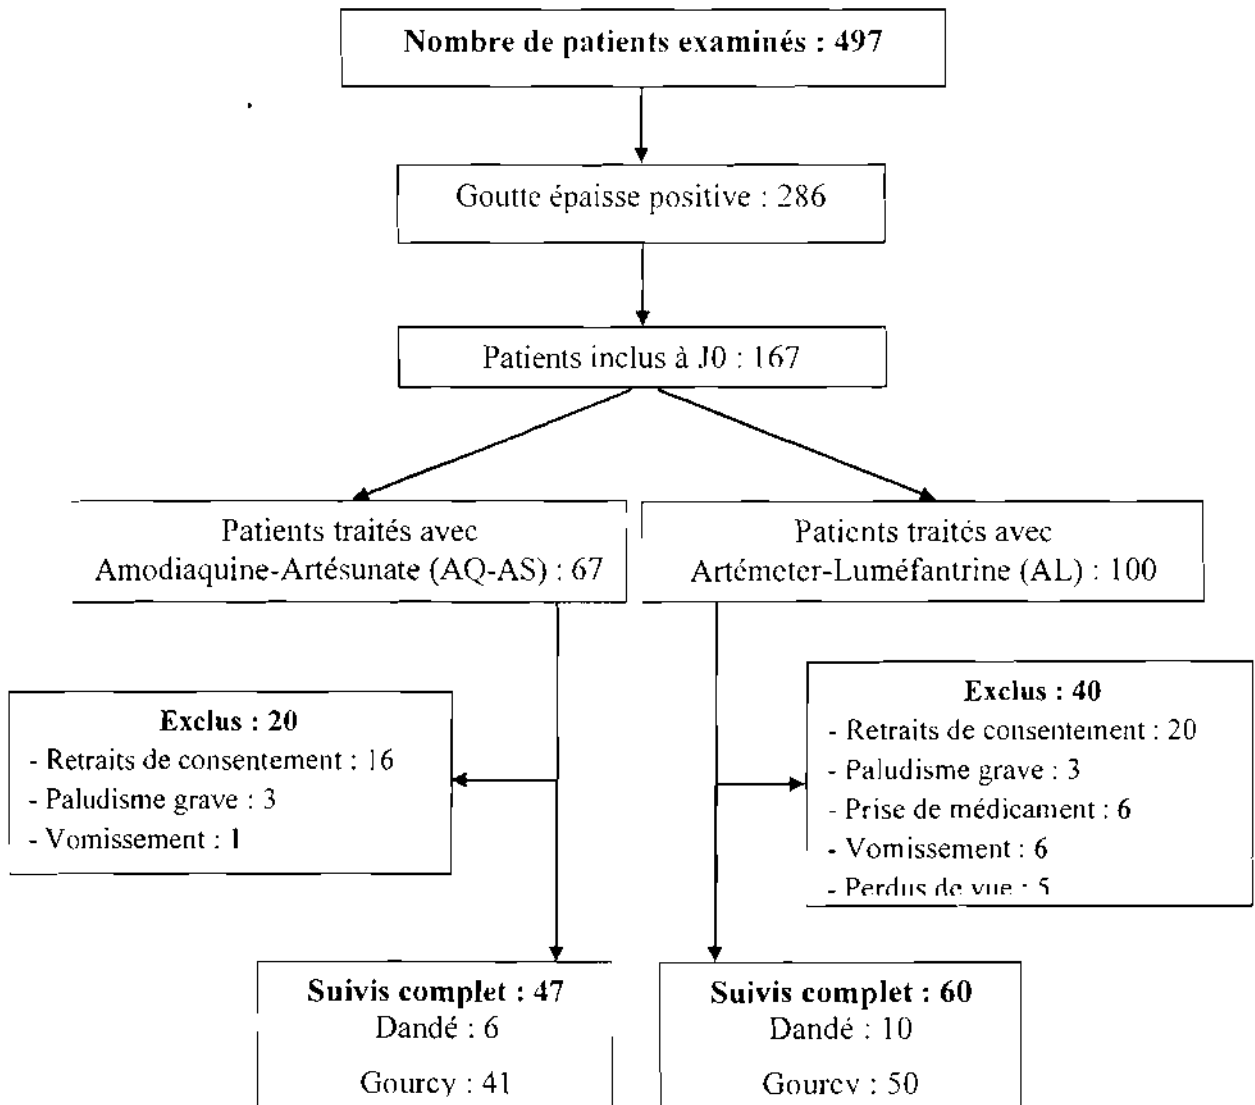 Nombre de patients examinés : 497
Goutte épaisse positive : 286
Patients inclus à J0 : 167
Patients traités avec
Amodiaquine-Artésunate (AQ-AS) : 67
Patients traités avec
Artémeter-Luméfantrine (AL) : 100
Exclus : 20
- Retraits de consentement : 16
- Paludisme grave : 3
- Vomissement : 1
Exclus : 40
- Retraits de consentement : 20
- Paludisme grave : 3
- Prise de médicament : 6
- Vomissement : 6
- Perdus de vue : 5
Suivis complet : 47
Dandé : 6
Gourcy : 41
Suivis complet : 60
Dandé : 10
Gourcy : 50